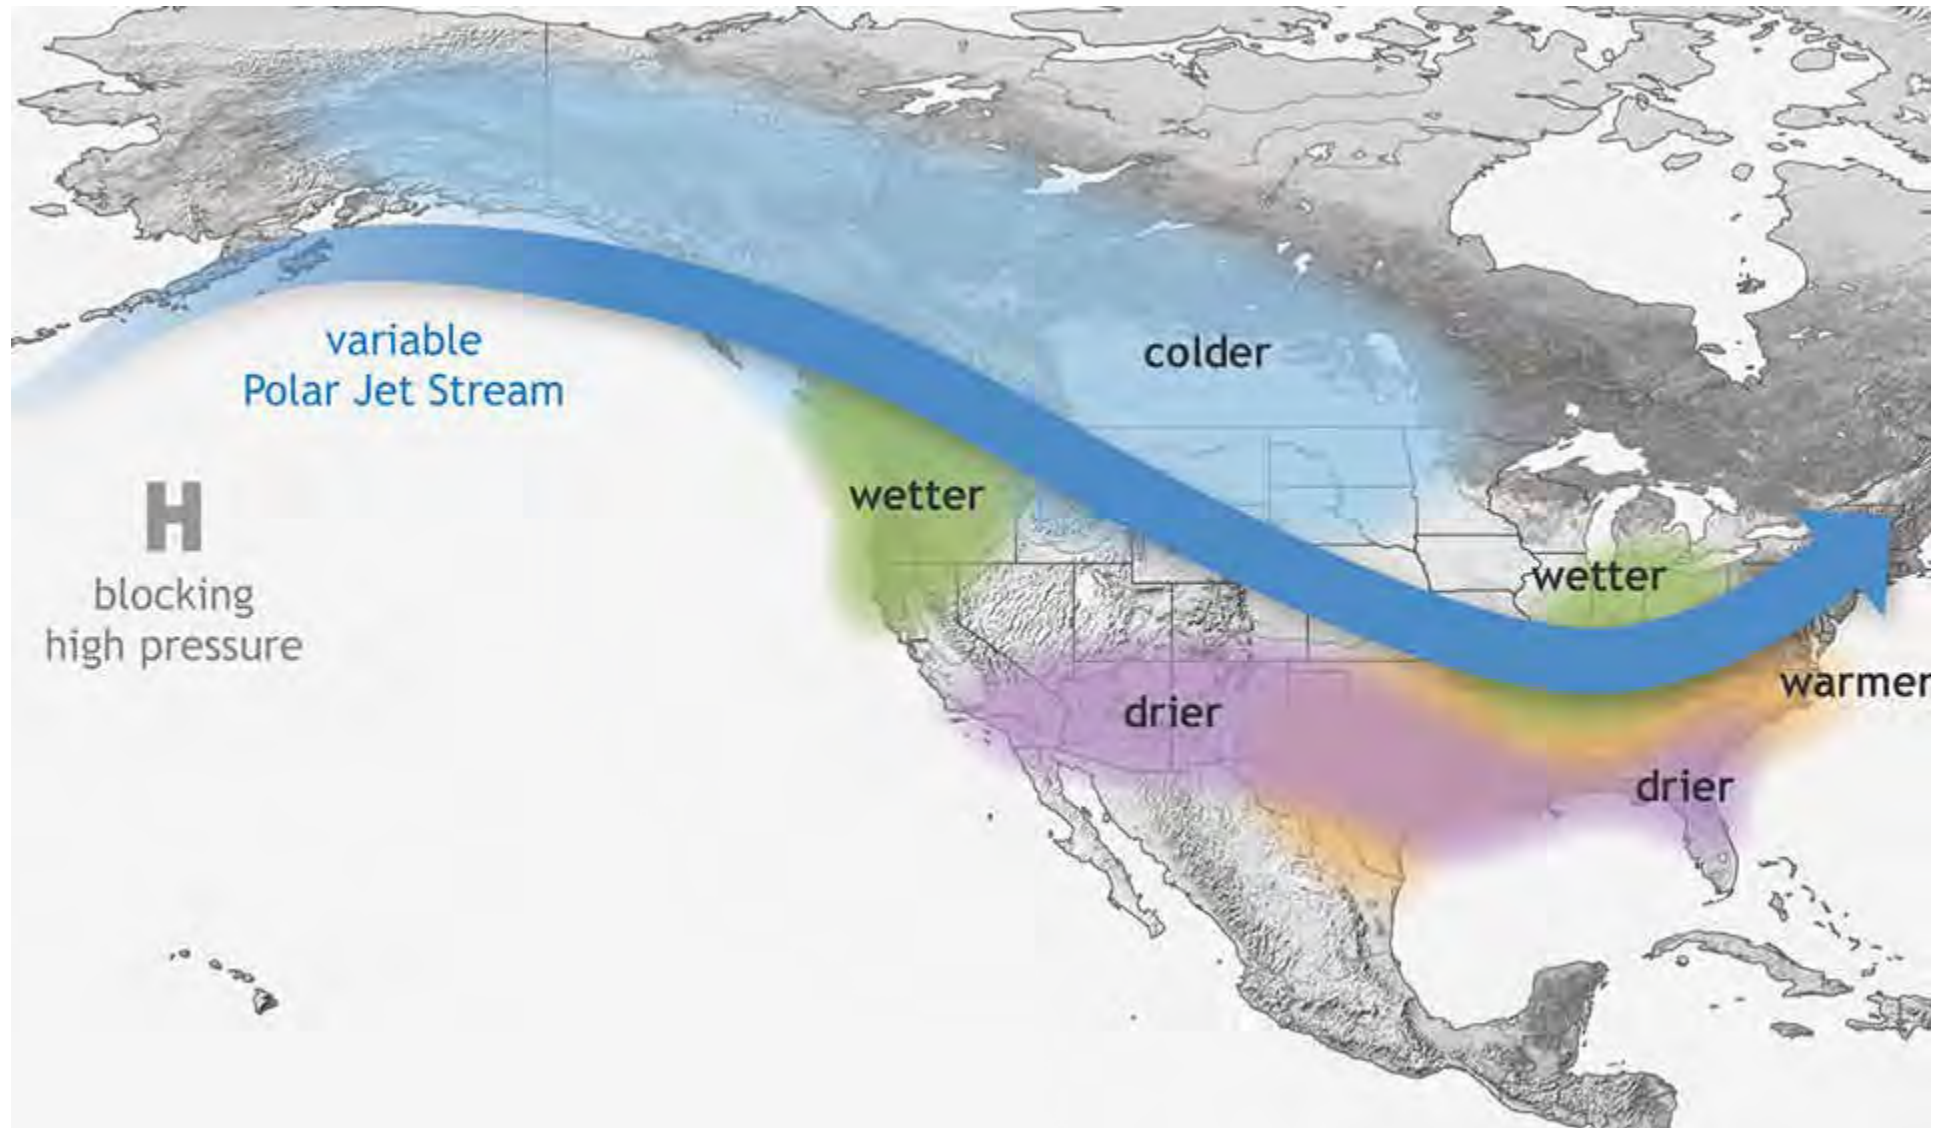 variable
Polar Jet Stream
colder
wetter
H
blocking
high pressure
wetter
warmer
drier
drier